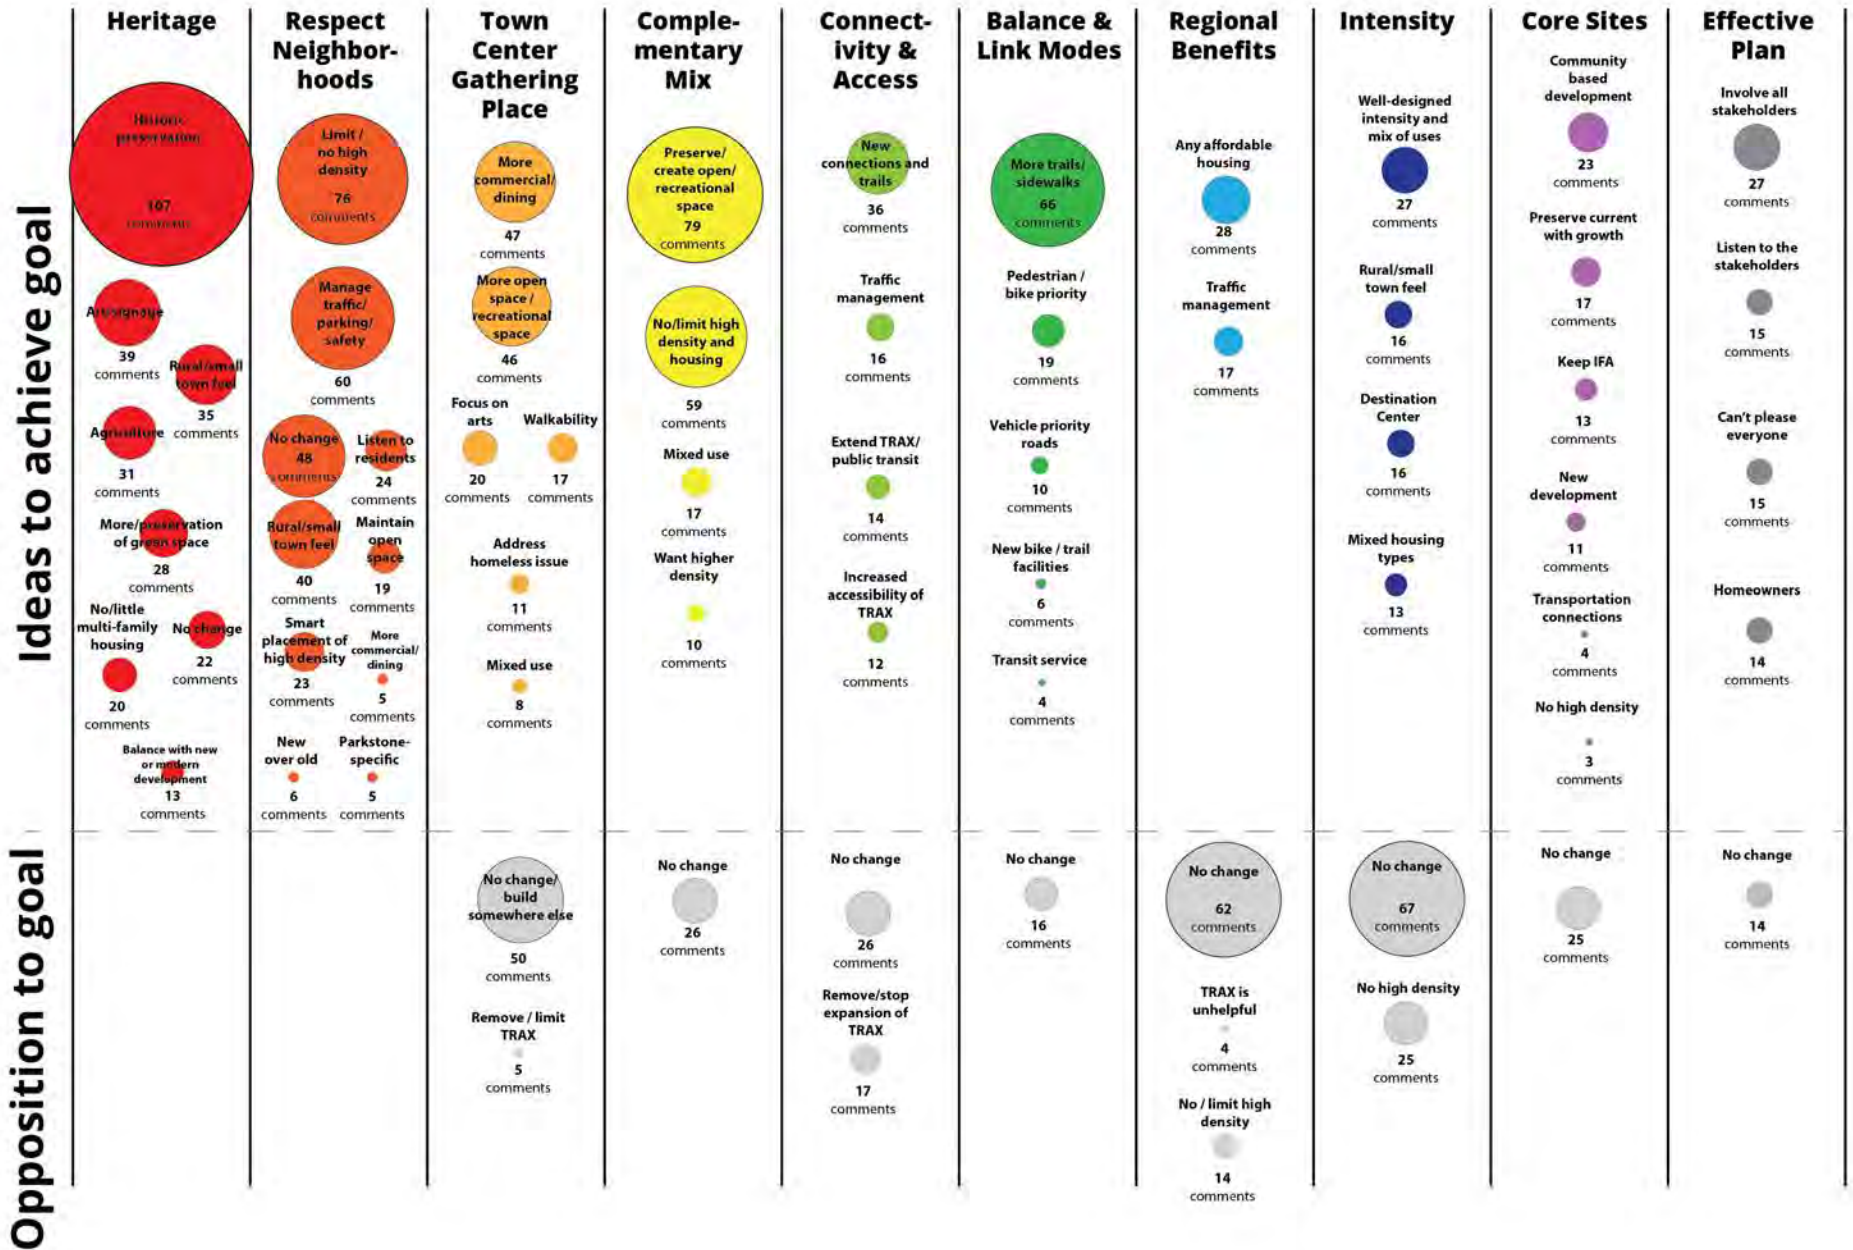 Ideas to achieve goal
Opposition to goal
Heritage
Historic
preservation
107
comments
Art/signage
39
comments
Rural/small
town feel
35
comments
Agriculture
31
comments
More/preservation
of green space
28
comments
No/little
multi-family
housing
20
comments
No change
22
comments
Balance with new
or modern
development
13
comments
Respect
Neighbor-
hoods
Limit /
no high
density
76
comments
Manage
traffic/
parking/
safety
60
comments
No change
48
comments
Listen to
residents
24
comments
Rural/small
town feel
40
comments
Maintain
open
space
19
comments
Smart
placement of
high density
23
comments
More
commercial/
dining
5
comments
New
over old
6
comments
Parkstone-
specific
5
comments
Town
Center
Gathering
Place
More
commercial/
dining
47
comments
More open
space /
recreational
space
46
comments
Focus on
arts
20
comments
Walkability
17
comments
Address
homeless issue
11
comments
Mixed use
8
comments
No change/
build
somewhere else
50
comments
Remove / limit
TRAX
5
comments
Comple-
mentary
Mix
Preserve/
create open/
recreational
space
79
comments
No/limit high
density and
housing
59
comments
Mixed use
17
comments
Want higher
density
10
comments
No change
26
comments
Connect-
ivity &
Access
New
connections and
trails
36
comments
Traffic
management
16
comments
Extend TRAX/
public transit
14
comments
Increased
accessibility of
TRAX
12
comments
No change
26
comments
Remove/stop
expansion of
TRAX
17
comments
Balance &
Link Modes
More trails/
sidewalks
66
comments
Pedestrian /
bike priority
19
comments
Vehicle priority
roads
10
comments
New bike / trail
facilities
6
comments
Transit service
4
comments
No change
16
comments
Regional
Benefits
Any affordable
housing
28
comments
Traffic
management
17
comments
No change
62
comments
TRAX is
unhelpful
4
comments
No / limit high
density
14
comments
Intensity
Well-designed
intensity and
mix of uses
27
comments
Rural/small
town feel
16
comments
Destination
Center
16
comments
Mixed housing
types
13
comments
No change
67
comments
No high density
25
comments
Core Sites
Community
based
development
23
comments
Preserve current
with growth
17
comments
Keep IFA
13
comments
New
development
11
comments
Transportation
connections
4
comments
No high density
3
comments
No change
25
comments
Effective
Plan
Involve all
stakeholders
27
comments
Listen to the
stakeholders
15
comments
Can't please
everyone
15
comments
Homeowners
14
comments
No change
14
comments